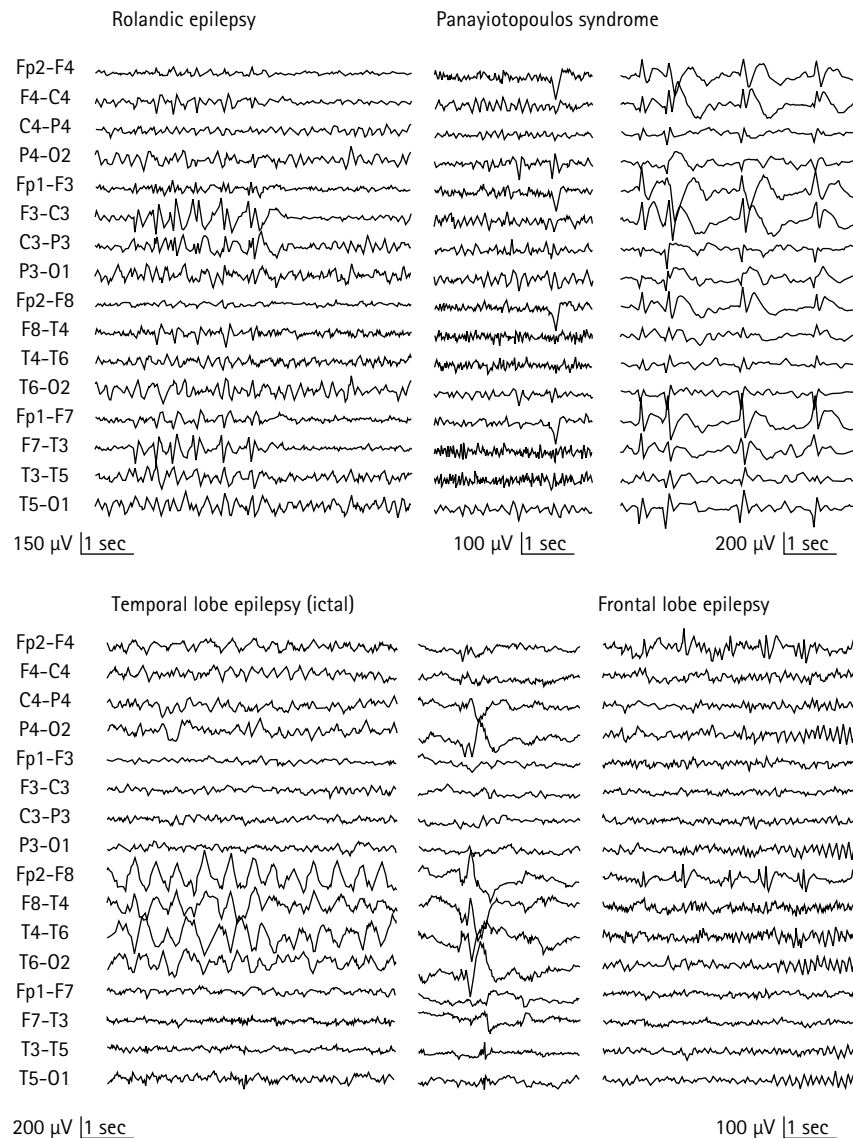 Rolandic epilepsy Panayiotopoulos syndrome
Fp2–F4
F4–C4
C4–P4
P4–O2
Fp1–F3
F3–C3
C3–P3
P3–O1
Fp2–F8
F8–T4
T4–T6
T6–O2
Fp1–F7
F7–T3
T3–T5
T5–O1
150 µV 1 sec 100 µV 1 sec 200 µV 1 sec
Temporal lobe epilepsy (ictal) Frontal lobe epilepsy
Fp2–F4
F4–C4
C4–P4
P4–O2
Fp1–F3
F3–C3
C3–P3
P3–O1
Fp2–F8
F8–T4
T4–T6
T6–O2
Fp1–F7
F7–T3
T3–T5
T5–O1
200 µV 1 sec 100 µV 1 sec